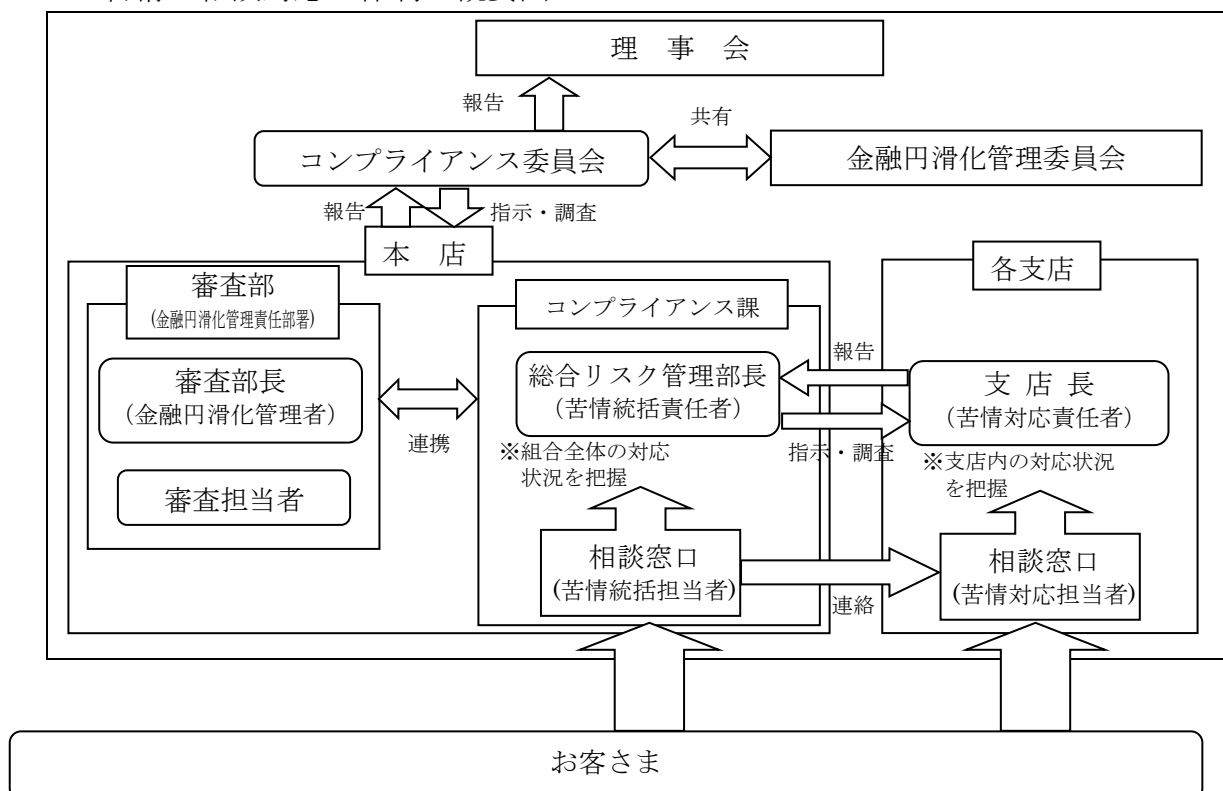 理 事 会
報告
共有
コンプライアンス委員会
金融円滑化管理委員会
報告
指示・調査
本 店
各支店
審査部
(金融円滑化管理責任部署)
コンプライアンス課
審査部長
(金融円滑化管理者)
連携
審査担当者
総合リスク管理部長
(苦情統括責任者)
※組合全体の対応
状況を把握
報告
指示・調査
支 店 長
(苦情対応責任者)
※支店内の対応状況
を把握
相談窓口
(苦情統括担当者)
連絡
相談窓口
(苦情対応担当者)
お客さま